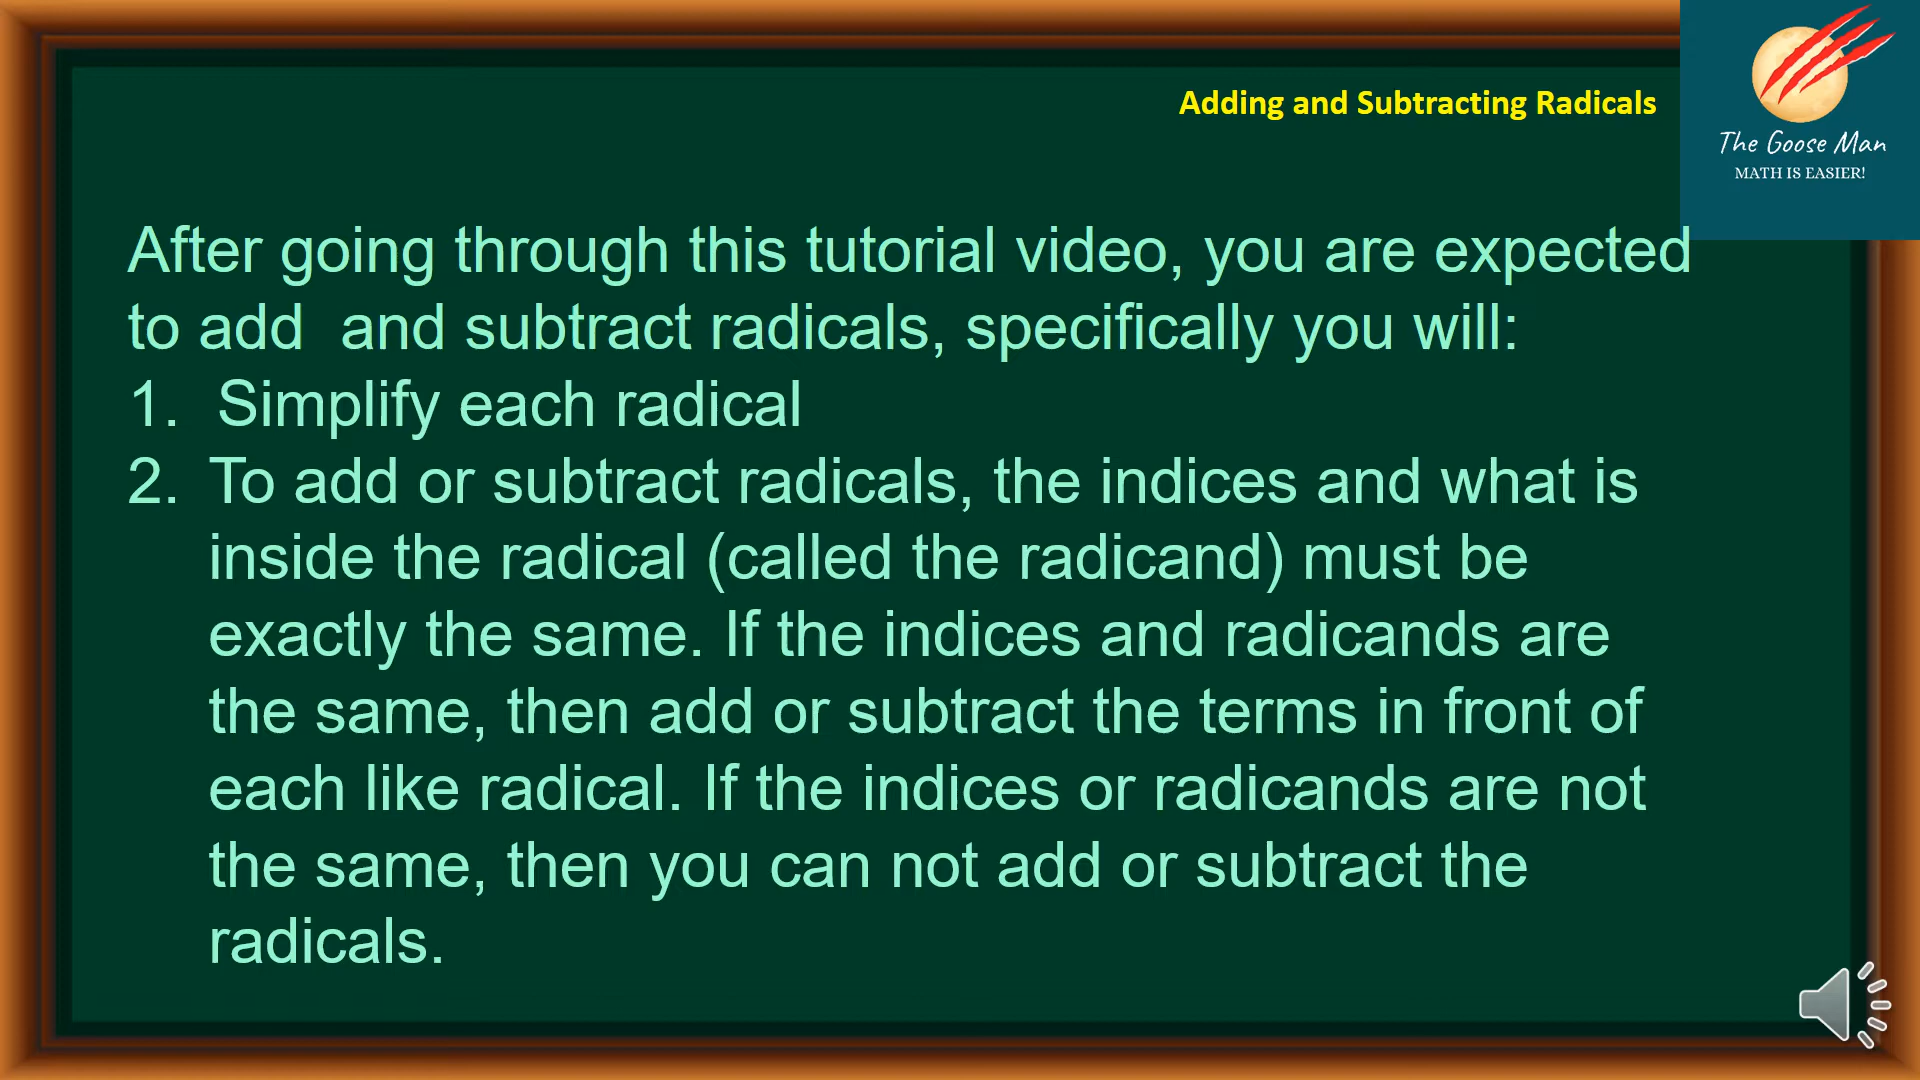 Adding and Subtracting Radicals
The Goose Man
MATH IS EASIER!
After going through this tutorial video, you are expected
to add  and subtract radicals, specifically you will:
1. Simplify each radical
2. To add or subtract radicals, the indices and what is
inside the radical (called the radicand) must be
exactly the same. If the indices and radicands are
the same, then add or subtract the terms in front of
each like radical. If the indices or radicands are not
the same, then you can not add or subtract the
radicals.